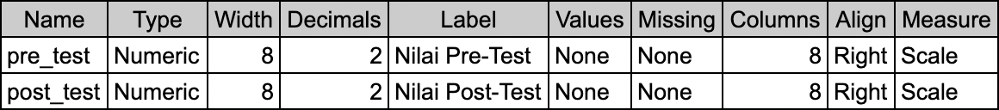 Name Type Width Decimals Label Values Missing Columns Align Measure
pre_test Numeric 8 2 Nilai Pre-Test None None 8 Right Scale
post_test Numeric 8 2 Nilai Post-Test None None 8 Right Scale